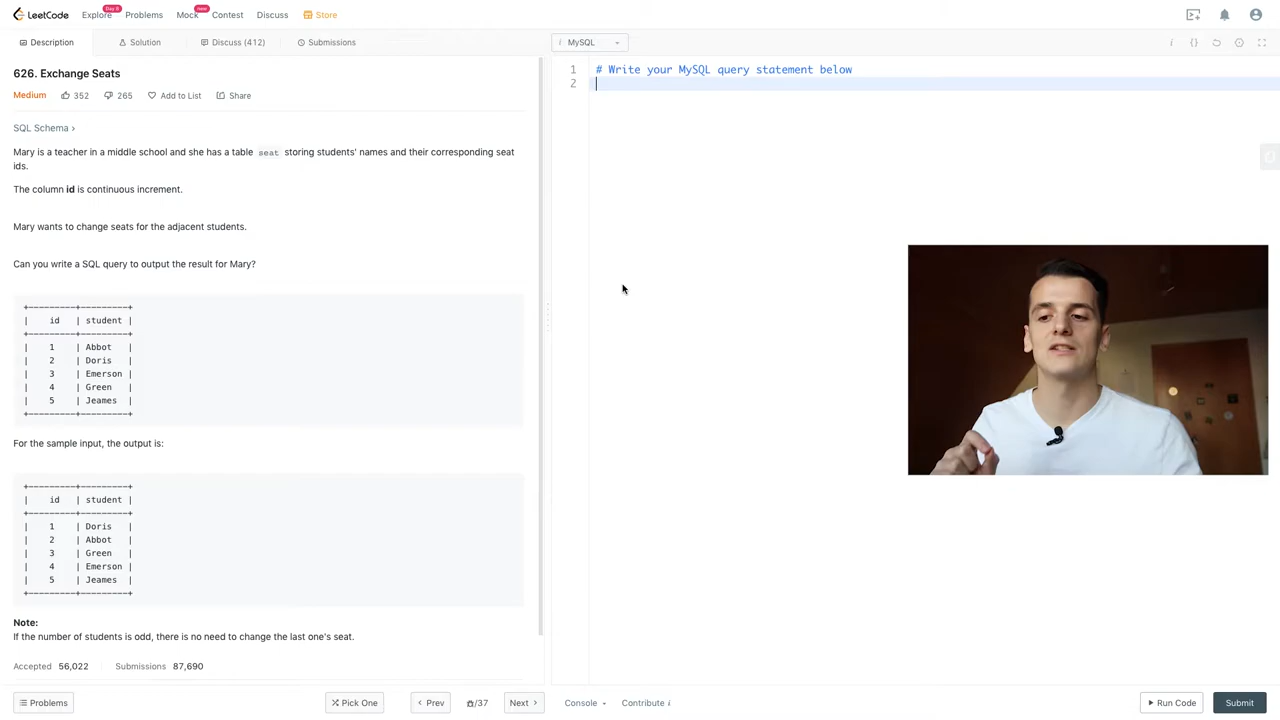 LeetCode Explore Day 8 Problems Mock new Contest Discuss Store
Description Solution Discuss (412) Submissions
i MySQL
626. Exchange Seats
Medium 352 265 Add to List Share
SQL Schema >
Mary is a teacher in a middle school and she has a table seat storing students' names and their corresponding seat
ids.
The column id is continuous increment.
Mary wants to change seats for the adjacent students.
Can you write a SQL query to output the result for Mary?
+---------+---------+
|    id   | student |
+---------+---------+
|    1    | Abbot   |
|    2    | Doris   |
|    3    | Emerson |
|    4    | Green   |
|    5    | Jeames  |
+---------+---------+
For the sample input, the output is:
+---------+---------+
|    id   | student |
+---------+---------+
|    1    | Doris   |
|    2    | Abbot   |
|    3    | Green   |
|    4    | Emerson |
|    5    | Jeames  |
+---------+---------+
Note:
If the number of students is odd, there is no need to change the last one's seat.
Accepted 56,022 Submissions 87,690
1 # Write your MySQL query statement below
2
Problems Pick One < Prev /37 Next > Console Contribute i Run Code Submit